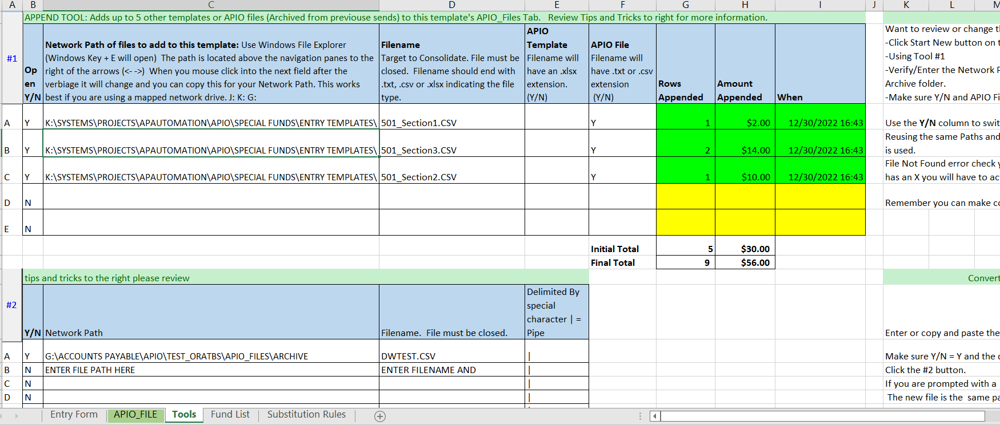 A B C D E F G H I J K L M
APPEND TOOL: Adds up to 5 other templates or APIO files (Archived from previouse sends) to this template's APIO_Files Tab. Review Tips and Tricks to right for more information.
#1
Op
en
Y/N
Network Path of files to add to this template: Use Windows File Explorer
(Windows Key + E will open) The path is located above the navigation panes to the
right of the arrows (<- ->) When you mouse click into the next field after the
verbiage it will change and you can copy this for your Network Path. This works
best if you are using a mapped network drive. J: K: G:
Filename
Target to Consolidate. File must be
closed. Filename should end with
.txt, .csv or .xlsx indicating the file
type.
APIO
Template
Filename will
have an .xlsx
extension.
(Y/N)
APIO File
Filename will
have .txt or .csv
extension
(Y/N)
Rows
Appended
Amount
Appended
When
Want to review or change t
-Click Start New button on t
-Using Tool #1
-Verify/Enter the Network P
Archive folder.
-Make sure Y/N and APIO Fi
A Y K:\SYSTEMS\PROJECTS\APAUTOMATION\APIO\SPECIAL FUNDS\ENTRY TEMPLATES\ 501_Section1.CSV Y 1 $2.00 12/30/2022 16:43
Use the Y/N column to swit
Reusing the same Paths and
B Y K:\SYSTEMS\PROJECTS\APAUTOMATION\APIO\SPECIAL FUNDS\ENTRY TEMPLATES\ 501_Section3.CSV Y 2 $14.00 12/30/2022 16:43
is used.
File Not Found error check y
C Y K:\SYSTEMS\PROJECTS\APAUTOMATION\APIO\SPECIAL FUNDS\ENTRY TEMPLATES\ 501_Section2.CSV Y 1 $10.00 12/30/2022 16:43
has an X you will have to ac
D N
Remember you can make co
E N
Initial Total 5 $30.00
Final Total 9 $56.00
tips and tricks to the right please review
Convert
#2
Y/N Network Path
Filename. File must be closed.
Delimited By
special
character | =
Pipe
Enter or copy and paste the
A Y G:\ACCOUNTS PAYABLE\APIO\TEST_ORATBS\APIO_FILES\ARCHIVE DWTEST.CSV |
Make sure Y/N = Y and the
B N ENTER FILE PATH HERE ENTER FILENAME AND |
Click the #2 button.
C N |
If you are prompted with a
D N |
The new file is the same pa
Entry Form APIO_FILE Tools Fund List Substitution Rules